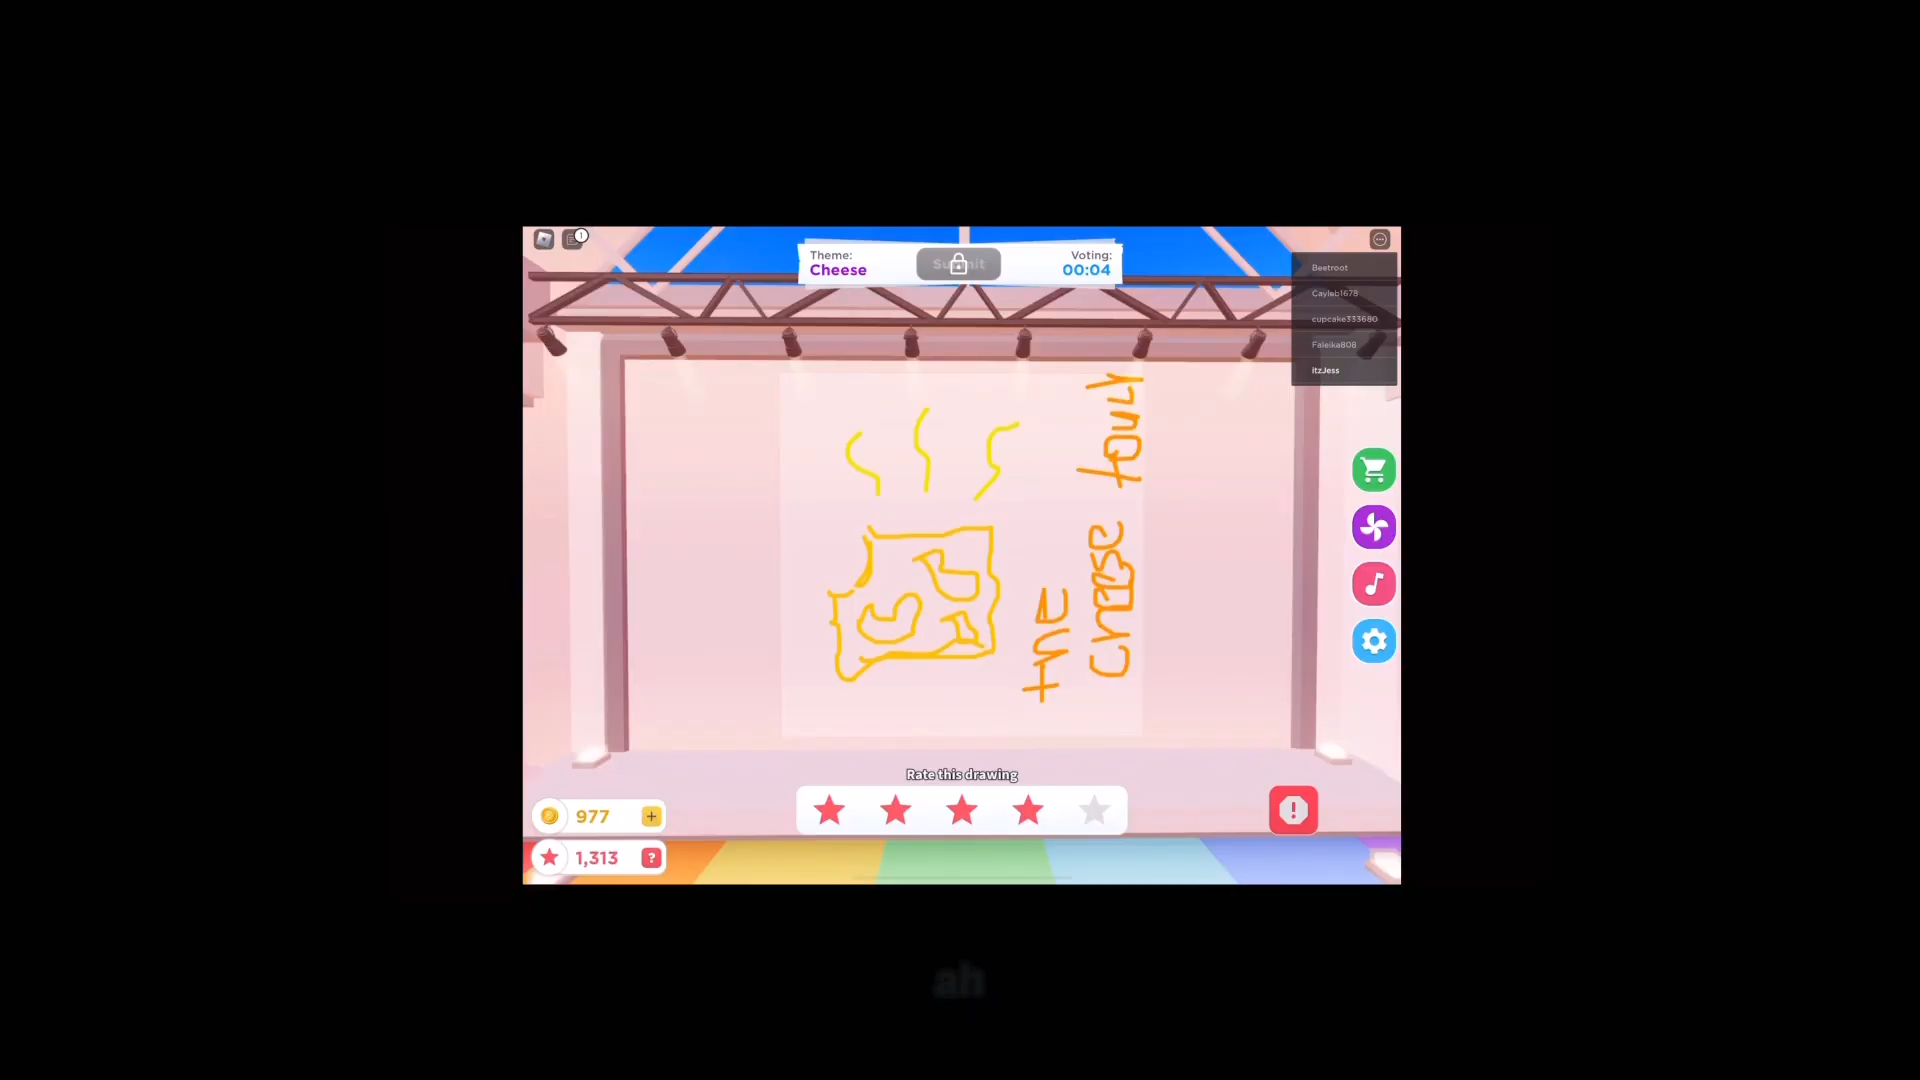 1
Theme:
Cheese
Submit
Voting:
00:04
Beetroot
Cayleb1678
cupcake333680
Faleika808
itzJess
the
cheese touly
Rate this drawing
977
+
1,313
?
ah